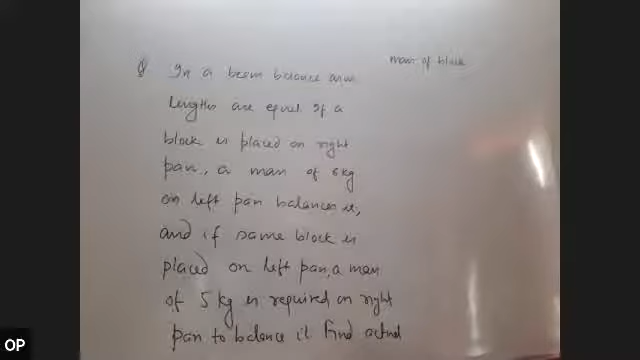 mass of block
Q In a beam balance arm
lengths are equal If a
block is placed on right
pan, a mass of 6kg
on left pan balances it,
and if same block is
placed on left pan, a mass
of 5 kg is required on right
pan to balance it find actual
OP